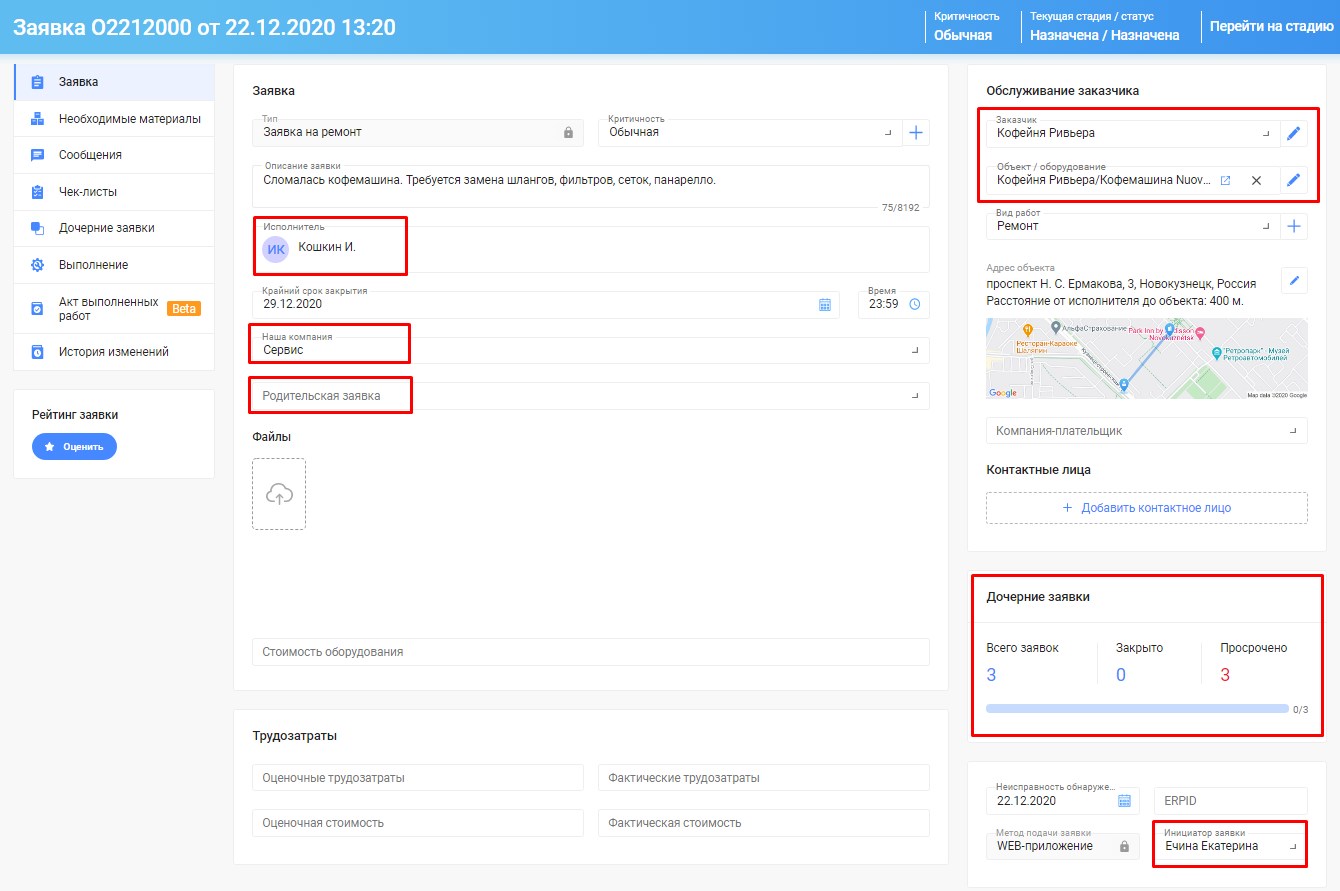 Заявка О2212000 от 22.12.2020 13:20
Критичность
Обычная
Текущая стадия / статус
Назначена / Назначена
Перейти на стадию
Заявка
Необходимые материалы
Сообщения
Чек-листы
Дочерние заявки
Выполнение
Акт выполненных
работ
Beta
История изменений
Рейтинг заявки
Оценить
Заявка
Тип
Заявка на ремонт
Критичность
Обычная
Описание заявки
Сломалась кофемашина. Требуется замена шлангов, фильтров, сеток, панарелло.
75/8192
Исполнитель
ИК
Кошкин И.
Крайний срок закрытия
29.12.2020
Время
23:59
Наша компания
Сервис
Родительская заявка
Файлы
Стоимость оборудования
Трудозатраты
Оценочные трудозатраты
Фактические трудозатраты
Оценочная стоимость
Фактическая стоимость
Обслуживание заказчика
Заказчик
Кофейня Ривьера
Объект / оборудование
Кофейня Ривьера/Кофемашина Nuov...
Вид работ
Ремонт
Адрес объекта
проспект Н. С. Ермакова, 3, Новокузнецк, Россия
Расстояние от исполнителя до объекта: 400 м.
АльфаСтрахование
Park Inn by
Novokuznetsk
Ресторан-Караоке
Шаляпин
"Ретропарк" - Музей
Ретроавтомобилей
Google
Map data ©2020 Google
Компания-плательщик
Контактные лица
+ Добавить контактное лицо
Дочерние заявки
Всего заявок
3
Закрыто
0
Просрочено
3
0/3
Неисправность обнаруже...
22.12.2020
ERPID
Метод подачи заявки
WEB-приложение
Инициатор заявки
Ечина Екатерина